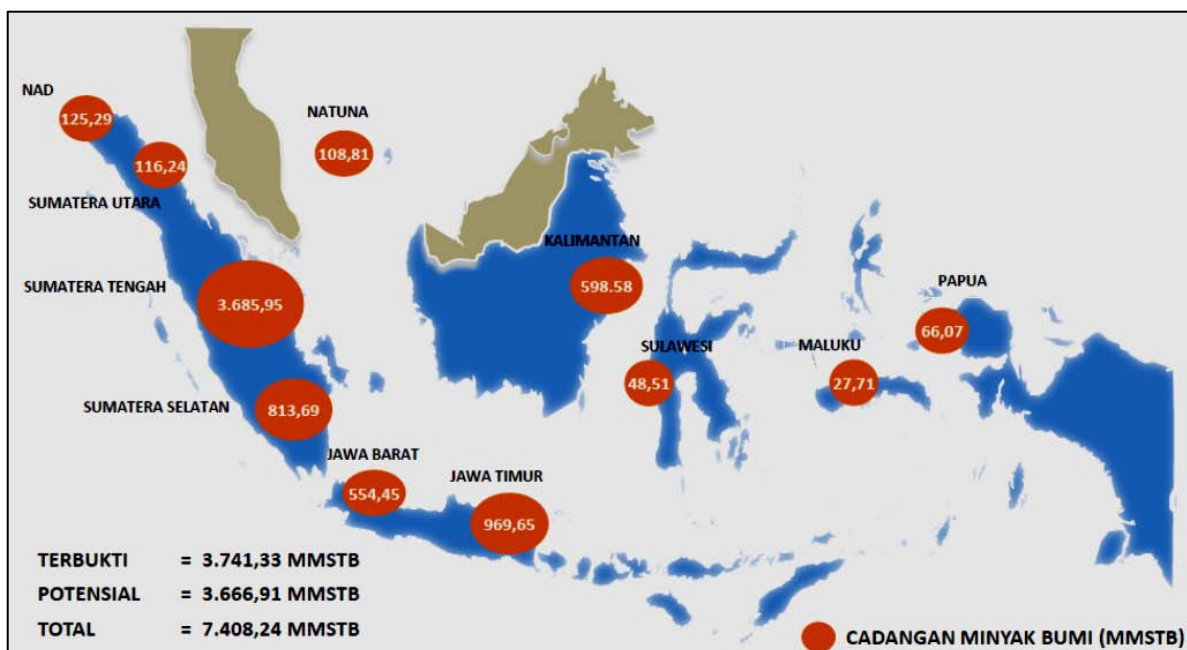 NAD
125,29
NATUNA
108,81
116,24
SUMATERA UTARA
KALIMANTAN
598.58
SUMATERA TENGAH
3.685,95
PAPUA
66,07
SULAWESI
48,51
MALUKU
27,71
SUMATERA SELATAN
813,69
JAWA BARAT
554,45
JAWA TIMUR
969,65
TERBUKTI = 3.741,33 MMSTB
POTENSIAL = 3.666,91 MMSTB
TOTAL = 7.408,24 MMSTB
CADANGAN MINYAK BUMI (MMSTB)